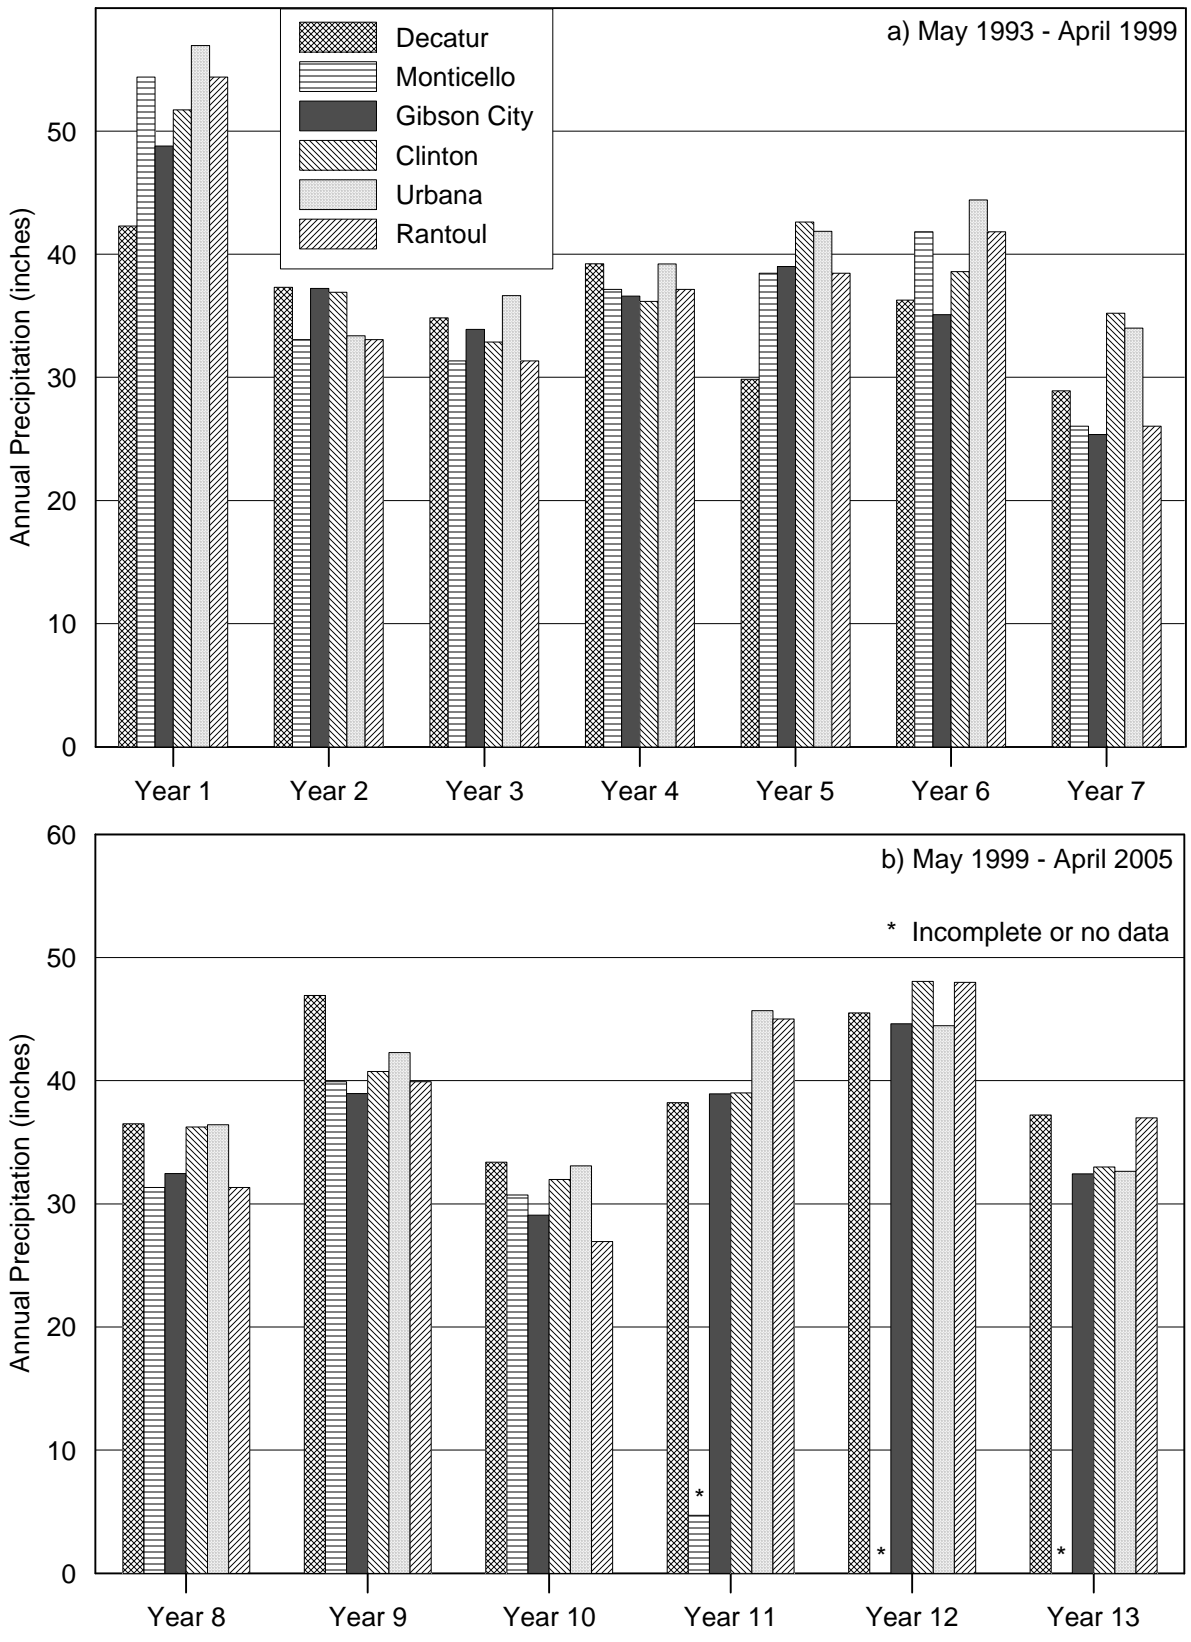 a) May 1993 - April 1999
Decatur
Monticello
Gibson City
Clinton
Urbana
Rantoul
Annual Precipitation (inches)
50
40
30
20
10
0
Year 1 Year 2 Year 3 Year 4 Year 5 Year 6 Year 7
b) May 1999 - April 2005
* Incomplete or no data
Annual Precipitation (inches)
60
50
40
30
20
10
0
*
* *
Year 8 Year 9 Year 10 Year 11 Year 12 Year 13